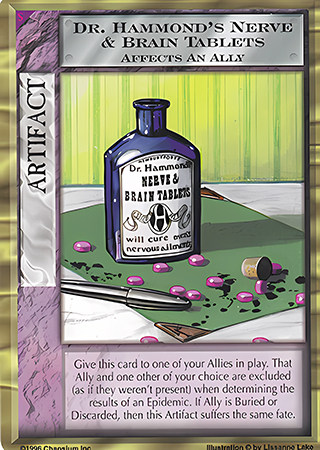 DR. HAMMOND'S NERVE
& BRAIN TABLETS
AFFECTS AN ALLY
ARTIFACT
Dr. Hammond's
NERVE &
BRAIN TABLETS
H
will cure
nervous ailments
Give this card to one of your Allies in play. That
Ally and one other of your choice are excluded
(as if they weren't present) when determining the
results of an Epidemic. If Ally is Buried or
Discarded, then this Artifact suffers the same fate.
©1996 Chaosium Inc.
Illustration © by Lissanne Lake